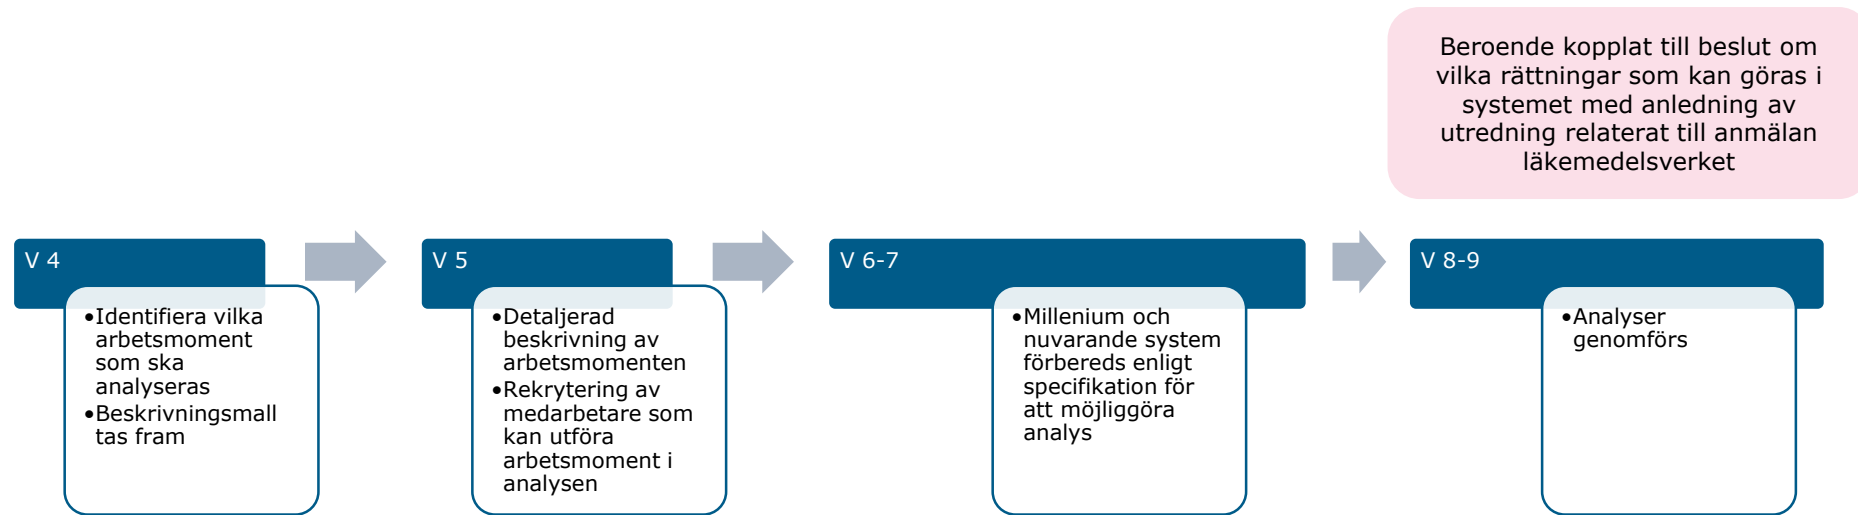 Beroende kopplat till beslut om
vilka rättningar som kan göras i
systemet med anledning av
utredning relaterat till anmälan
läkemedelsverket
V 4
•Identifiera vilka
arbetsmoment
som ska
analyseras
•Beskrivningsmall
tas fram
V 5
•Detaljerad
beskrivning av
arbetsmomenten
•Rekrytering av
medarbetare som
kan utföra
arbetsmoment i
analysen
V 6-7
•Millenium och
nuvarande system
förbereds enligt
specifikation för
att möjliggöra
analys
V 8-9
•Analyser
genomförs